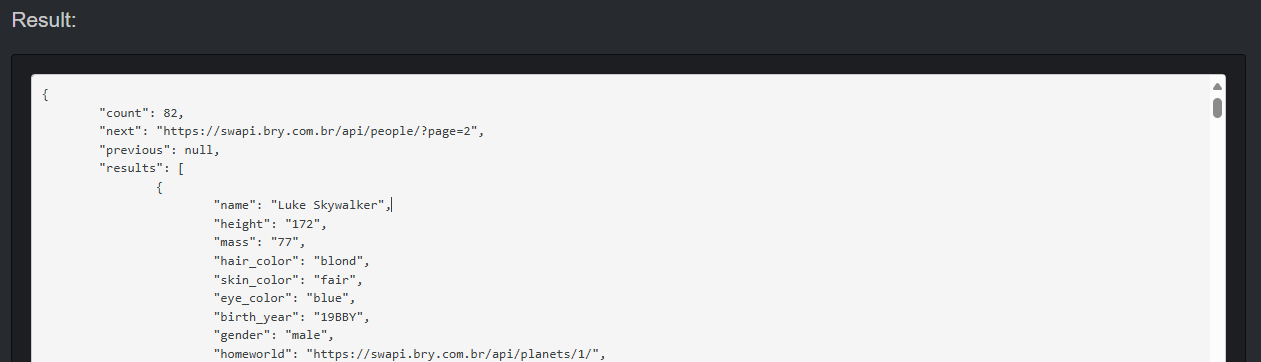 Result:
{
"count": 82,
"next": "https://swapi.bry.com.br/api/people/?page=2",
"previous": null,
"results": [
{
"name": "Luke Skywalker",
"height": "172",
"mass": "77",
"hair_color": "blond",
"skin_color": "fair",
"eye_color": "blue",
"birth_year": "19BBY",
"gender": "male",
"homeworld": "https://swapi.bry.com.br/api/planets/1/",